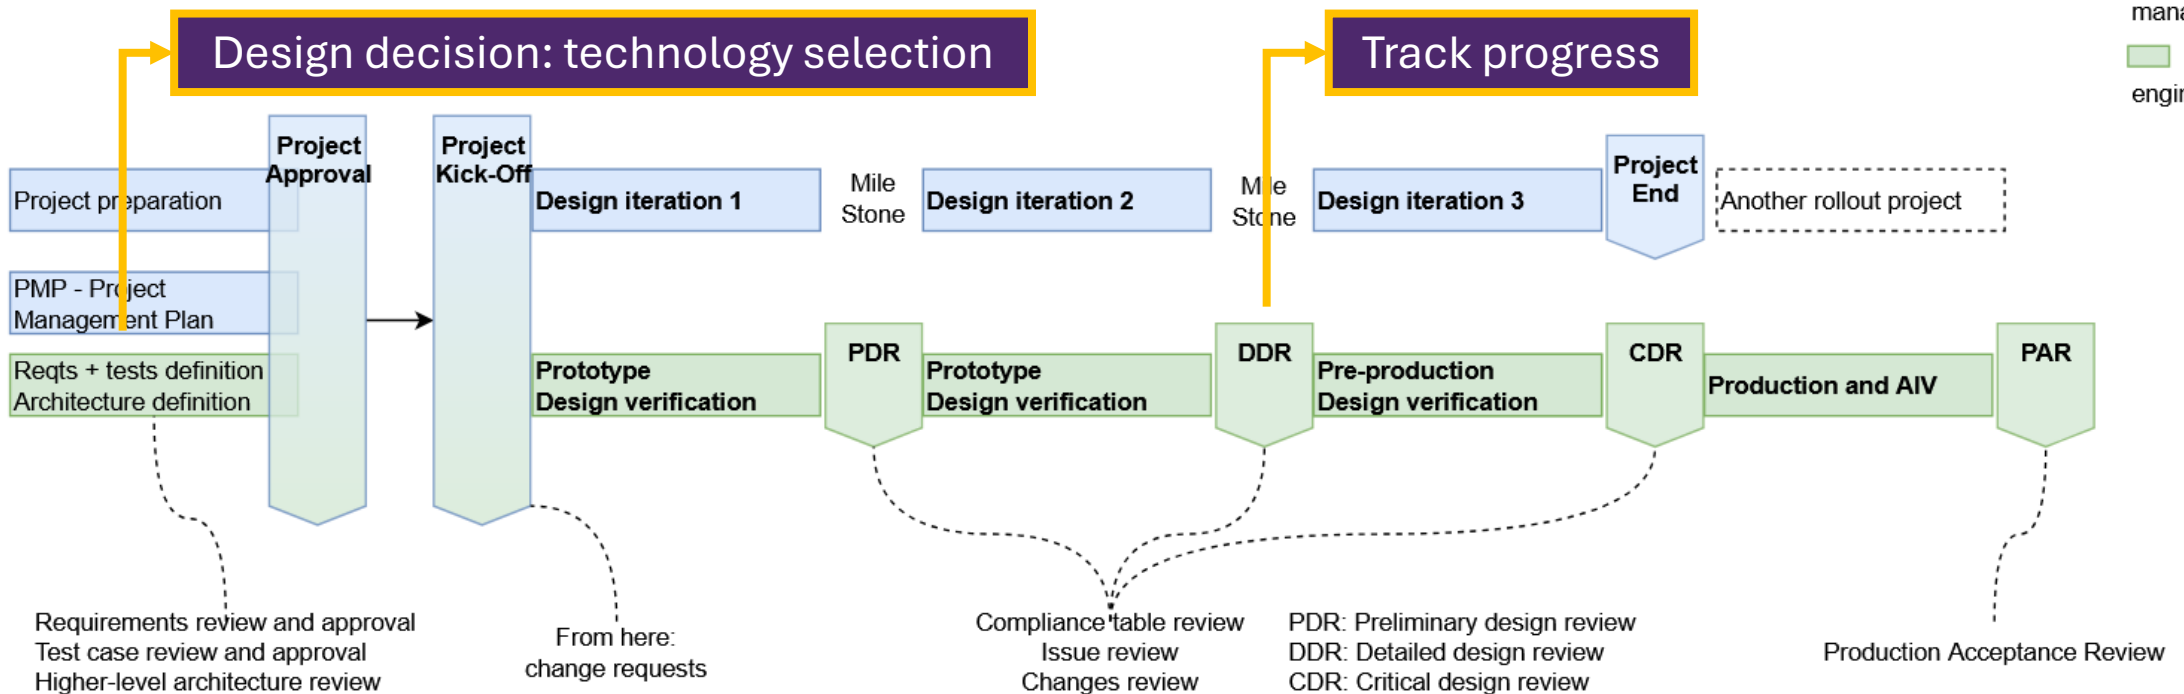 Design decision: technology selection
Track progress
mana
engin
Project
Approval
Project
Kick-Off
Project preparation
Design iteration 1
Mile
Stone
Design iteration 2
Mile
Stone
Design iteration 3
Project
End
Another rollout project
PMP - Project
Management Plan
Reqts + tests definition
Architecture definition
Prototype
Design verification
PDR
Prototype
Design verification
DDR
Pre-production
Design verification
CDR
Production and AIV
PAR
Requirements review and approval
Test case review and approval
Higher-level architecture review
From here:
change requests
Compliance table review
Issue review
Changes review
PDR: Preliminary design review
DDR: Detailed design review
CDR: Critical design review
Production Acceptance Review